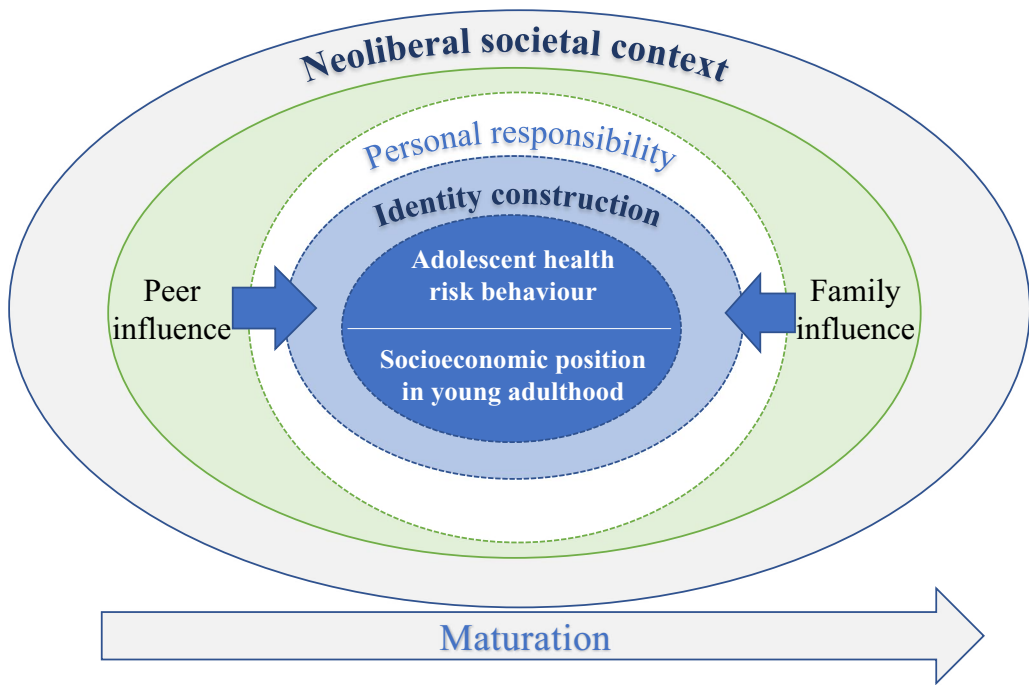 Neoliberal societal context
Personal responsibility
Identity construction
Adolescent health
risk behaviour
Peer
influence
Family
influence
Socioeconomic position
in young adulthood
Maturation